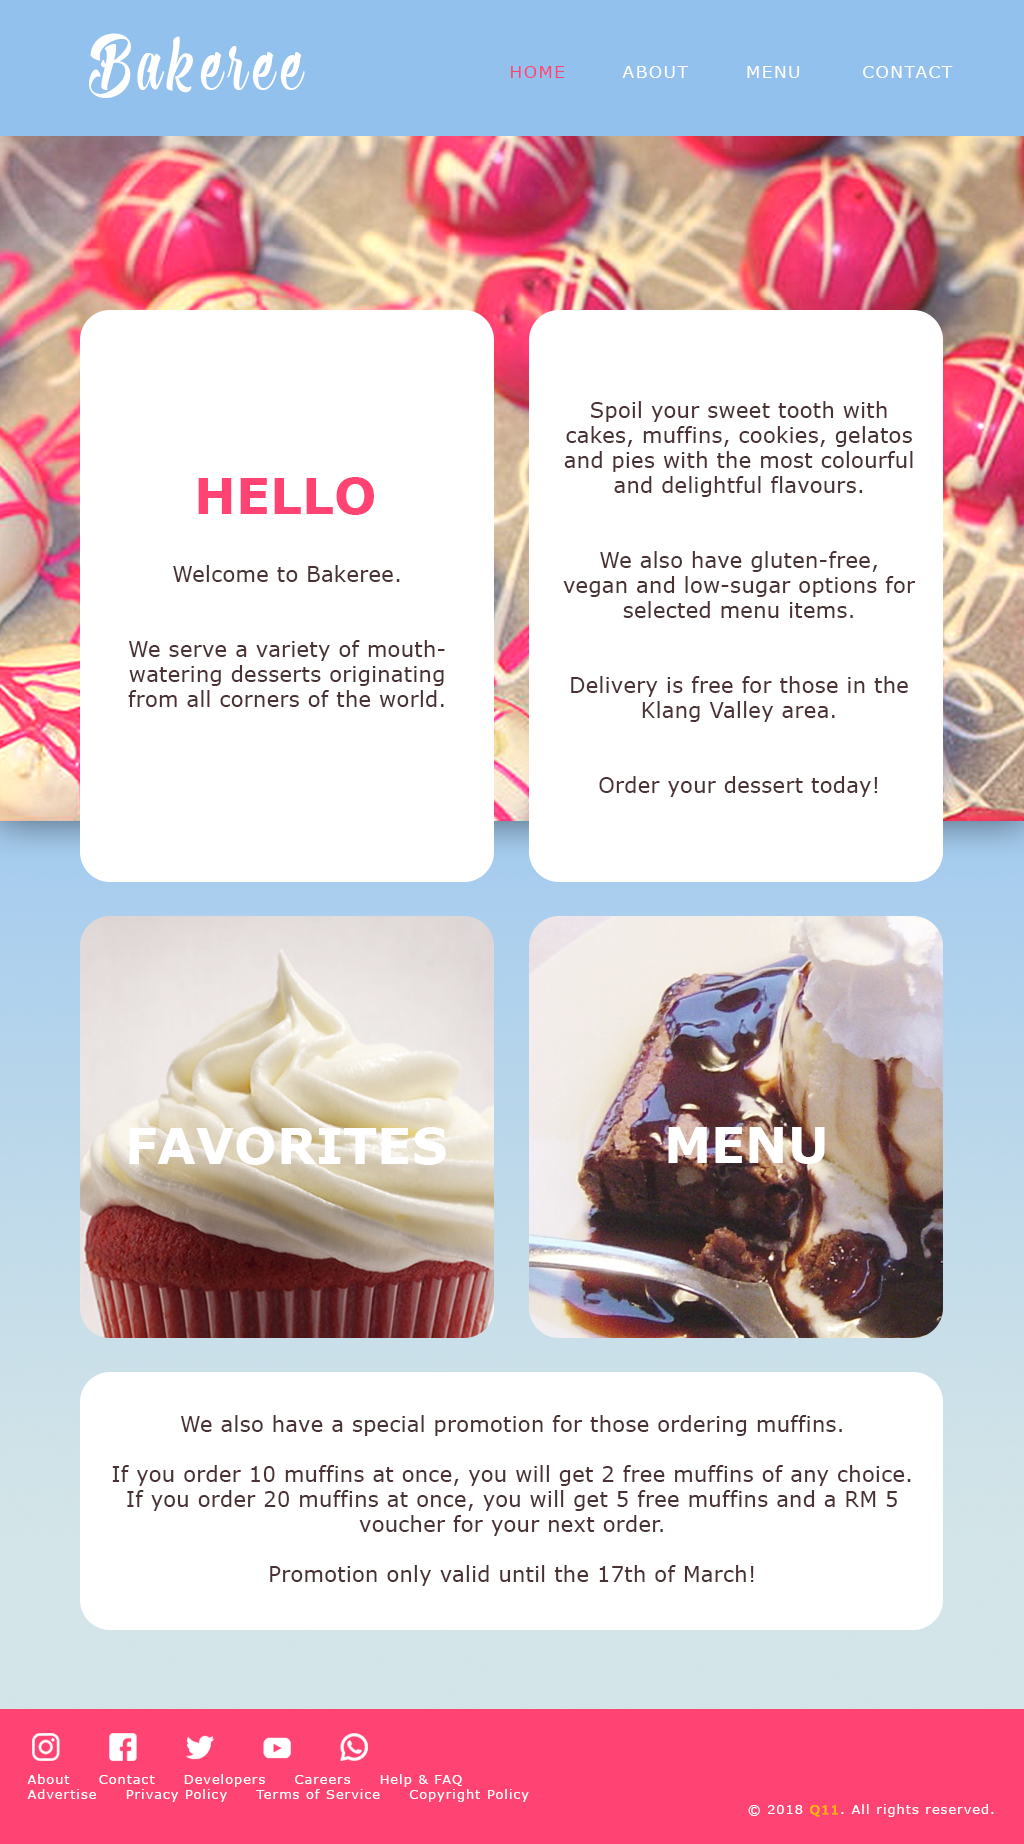 Bakeree
HOME ABOUT MENU CONTACT
HELLO
Welcome to Bakeree.
We serve a variety of mouth-
watering desserts originating
from all corners of the world.
Spoil your sweet tooth with
cakes, muffins, cookies, gelatos
and pies with the most colourful
and delightful flavours.
We also have gluten-free,
vegan and low-sugar options for
selected menu items.
Delivery is free for those in the
Klang Valley area.
Order your dessert today!
FAVORITES
MENU
We also have a special promotion for those ordering muffins.
If you order 10 muffins at once, you will get 2 free muffins of any choice.
If you order 20 muffins at once, you will get 5 free muffins and a RM 5
voucher for your next order.
Promotion only valid until the 17th of March!
About Contact Developers Careers Help & FAQ
Advertise Privacy Policy Terms of Service Copyright Policy
© 2018 Q11. All rights reserved.